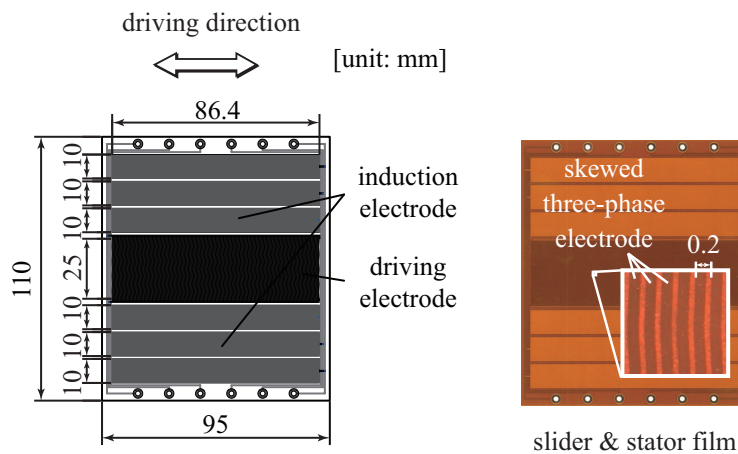 driving direction
[unit: mm]
86.4
10
10
10
25
10
10
10
110
95
induction
electrode
driving
electrode
skewed
three-phase
electrode
0.2
slider & stator film